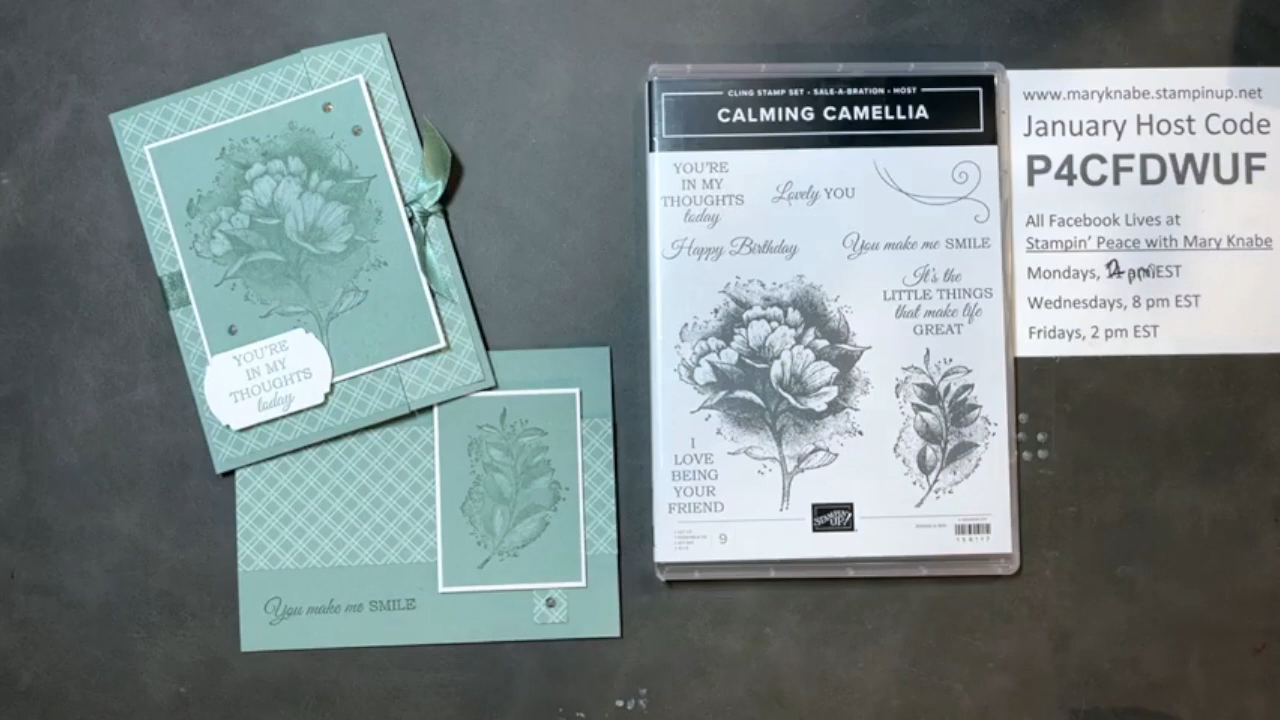 YOU'RE
IN MY
THOUGHTS
today
You make me SMILE
CLING STAMP SET • SALE-A-BRATION • HOST
CALMING CAMELLIA
YOU'RE
IN MY
THOUGHTS
today
Lovely YOU
Happy Birthday
You make me SMILE
It's the
LITTLE THINGS
that make life
GREAT
I
LOVE
BEING
YOUR
FRIEND
STAMPIN' UP!
9
www.maryknabe.stampinup.net
January Host Code
P4CFDWUF
All Facebook Lives at
Stampin' Peace with Mary Knabe
Mondays, 2 pm EST
Wednesdays, 8 pm EST
Fridays, 2 pm EST